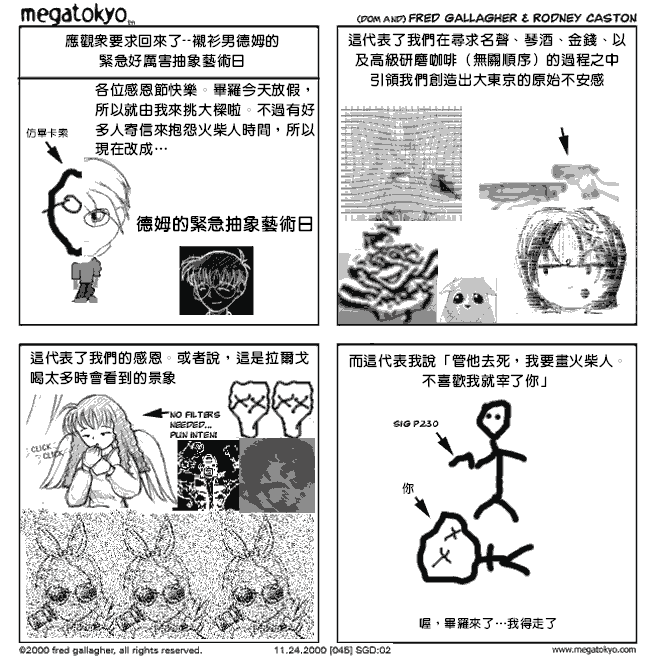 megatokyo tm
(DOM AND) FRED GALLAGHER & RODNEY CASTON
應觀衆要求回來了--襯衫男德姆的
緊急好厲害抽象藝術日
各位感恩節快樂。畢羅今天放假，
所以就由我來挑大樑啦。不過有好
多人寄信來抱怨火柴人時間，所以
現在改成…
仿畢卡索
德姆的緊急抽象藝術日
這代表了我們在尋求名聲、琴酒、金錢、以
及高級研磨咖啡（無關順序）的過程之中
引領我們創造出大東京的原始不安感
這代表了我們的感恩。或者說，這是拉爾戈
喝太多時會看到的景象
NO FILTERS
NEEDED...
PUN INTEN!
CLICK
CLICK
而這代表我說「管他去死，我要畫火柴人。
不喜歡我就宰了你」
SIG P230
你
喔，畢羅來了…我得走了
©2000 fred gallagher, all rights reserved.
11.24.2000 [045] SGD:02
www.megatokyo.com